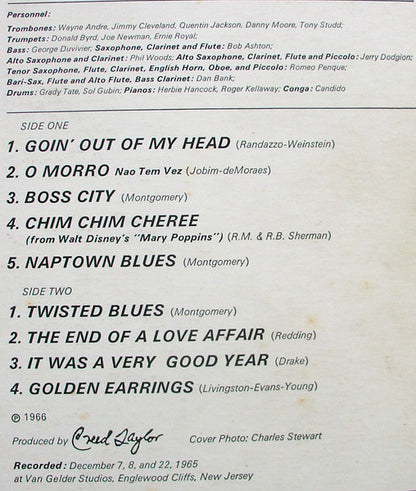 Personnel:
Trombones: Wayne Andre, Jimmy Cleveland, Quentin Jackson, Danny Moore, Tony Studd;
Trumpets: Donald Byrd, Joe Newman, Ernie Royal;
Bass: George Duvivier; Saxophone, Clarinet and Flute: Bob Ashton;
Alto Saxophone and Clarinet: Phil Woods; Alto Saxophone, Clarinet, Flute and Piccolo: Jerry Dodgion;
Tenor Saxophone, Flute, Clarinet, English Horn, Oboe, and Piccolo: Romeo Penque;
Bari-Sax, Flute and Alto Flute, Bass Clarinet: Dan Bank;
Drums: Grady Tate, Sol Gubin; Pianos: Herbie Hancock, Roger Kellaway; Conga: Candido
SIDE ONE
1. GOIN' OUT OF MY HEAD (Randazzo-Weinstein)
2. O MORRO Nao Tem Vez (Jobim-deMoraes)
3. BOSS CITY (Montgomery)
4. CHIM CHIM CHEREE
(from Walt Disney's "Mary Poppins") (R.M. & R.B. Sherman)
5. NAPTOWN BLUES (Montgomery)
SIDE TWO
1. TWISTED BLUES (Montgomery)
2. THE END OF A LOVE AFFAIR (Redding)
3. IT WAS A VERY GOOD YEAR (Drake)
4. GOLDEN EARRINGS (Livingston-Evans-Young)
℗ 1966
Produced by Creed Taylor Cover Photo: Charles Stewart
Recorded: December 7, 8, and 22, 1965
at Van Gelder Studios, Englewood Cliffs, New Jersey